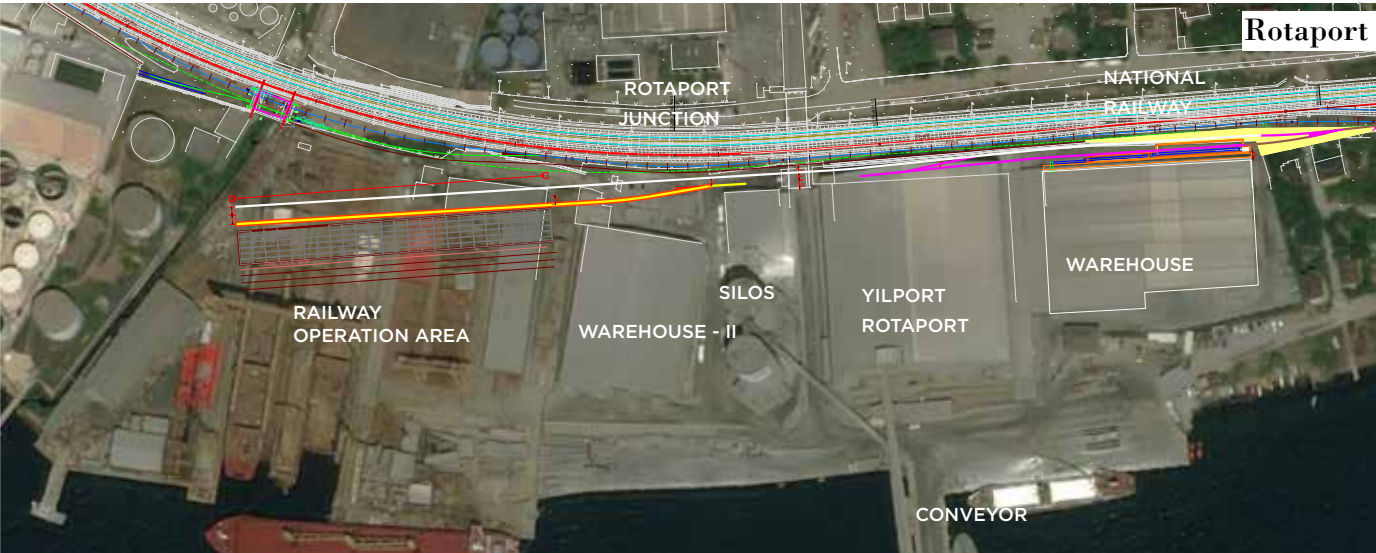 Rotaport
ROTAPORT
JUNCTION
NATIONAL
RAILWAY
RAILWAY
OPERATION AREA
WAREHOUSE - II
SILOS
YILPORT
ROTAPORT
WAREHOUSE
CONVEYOR